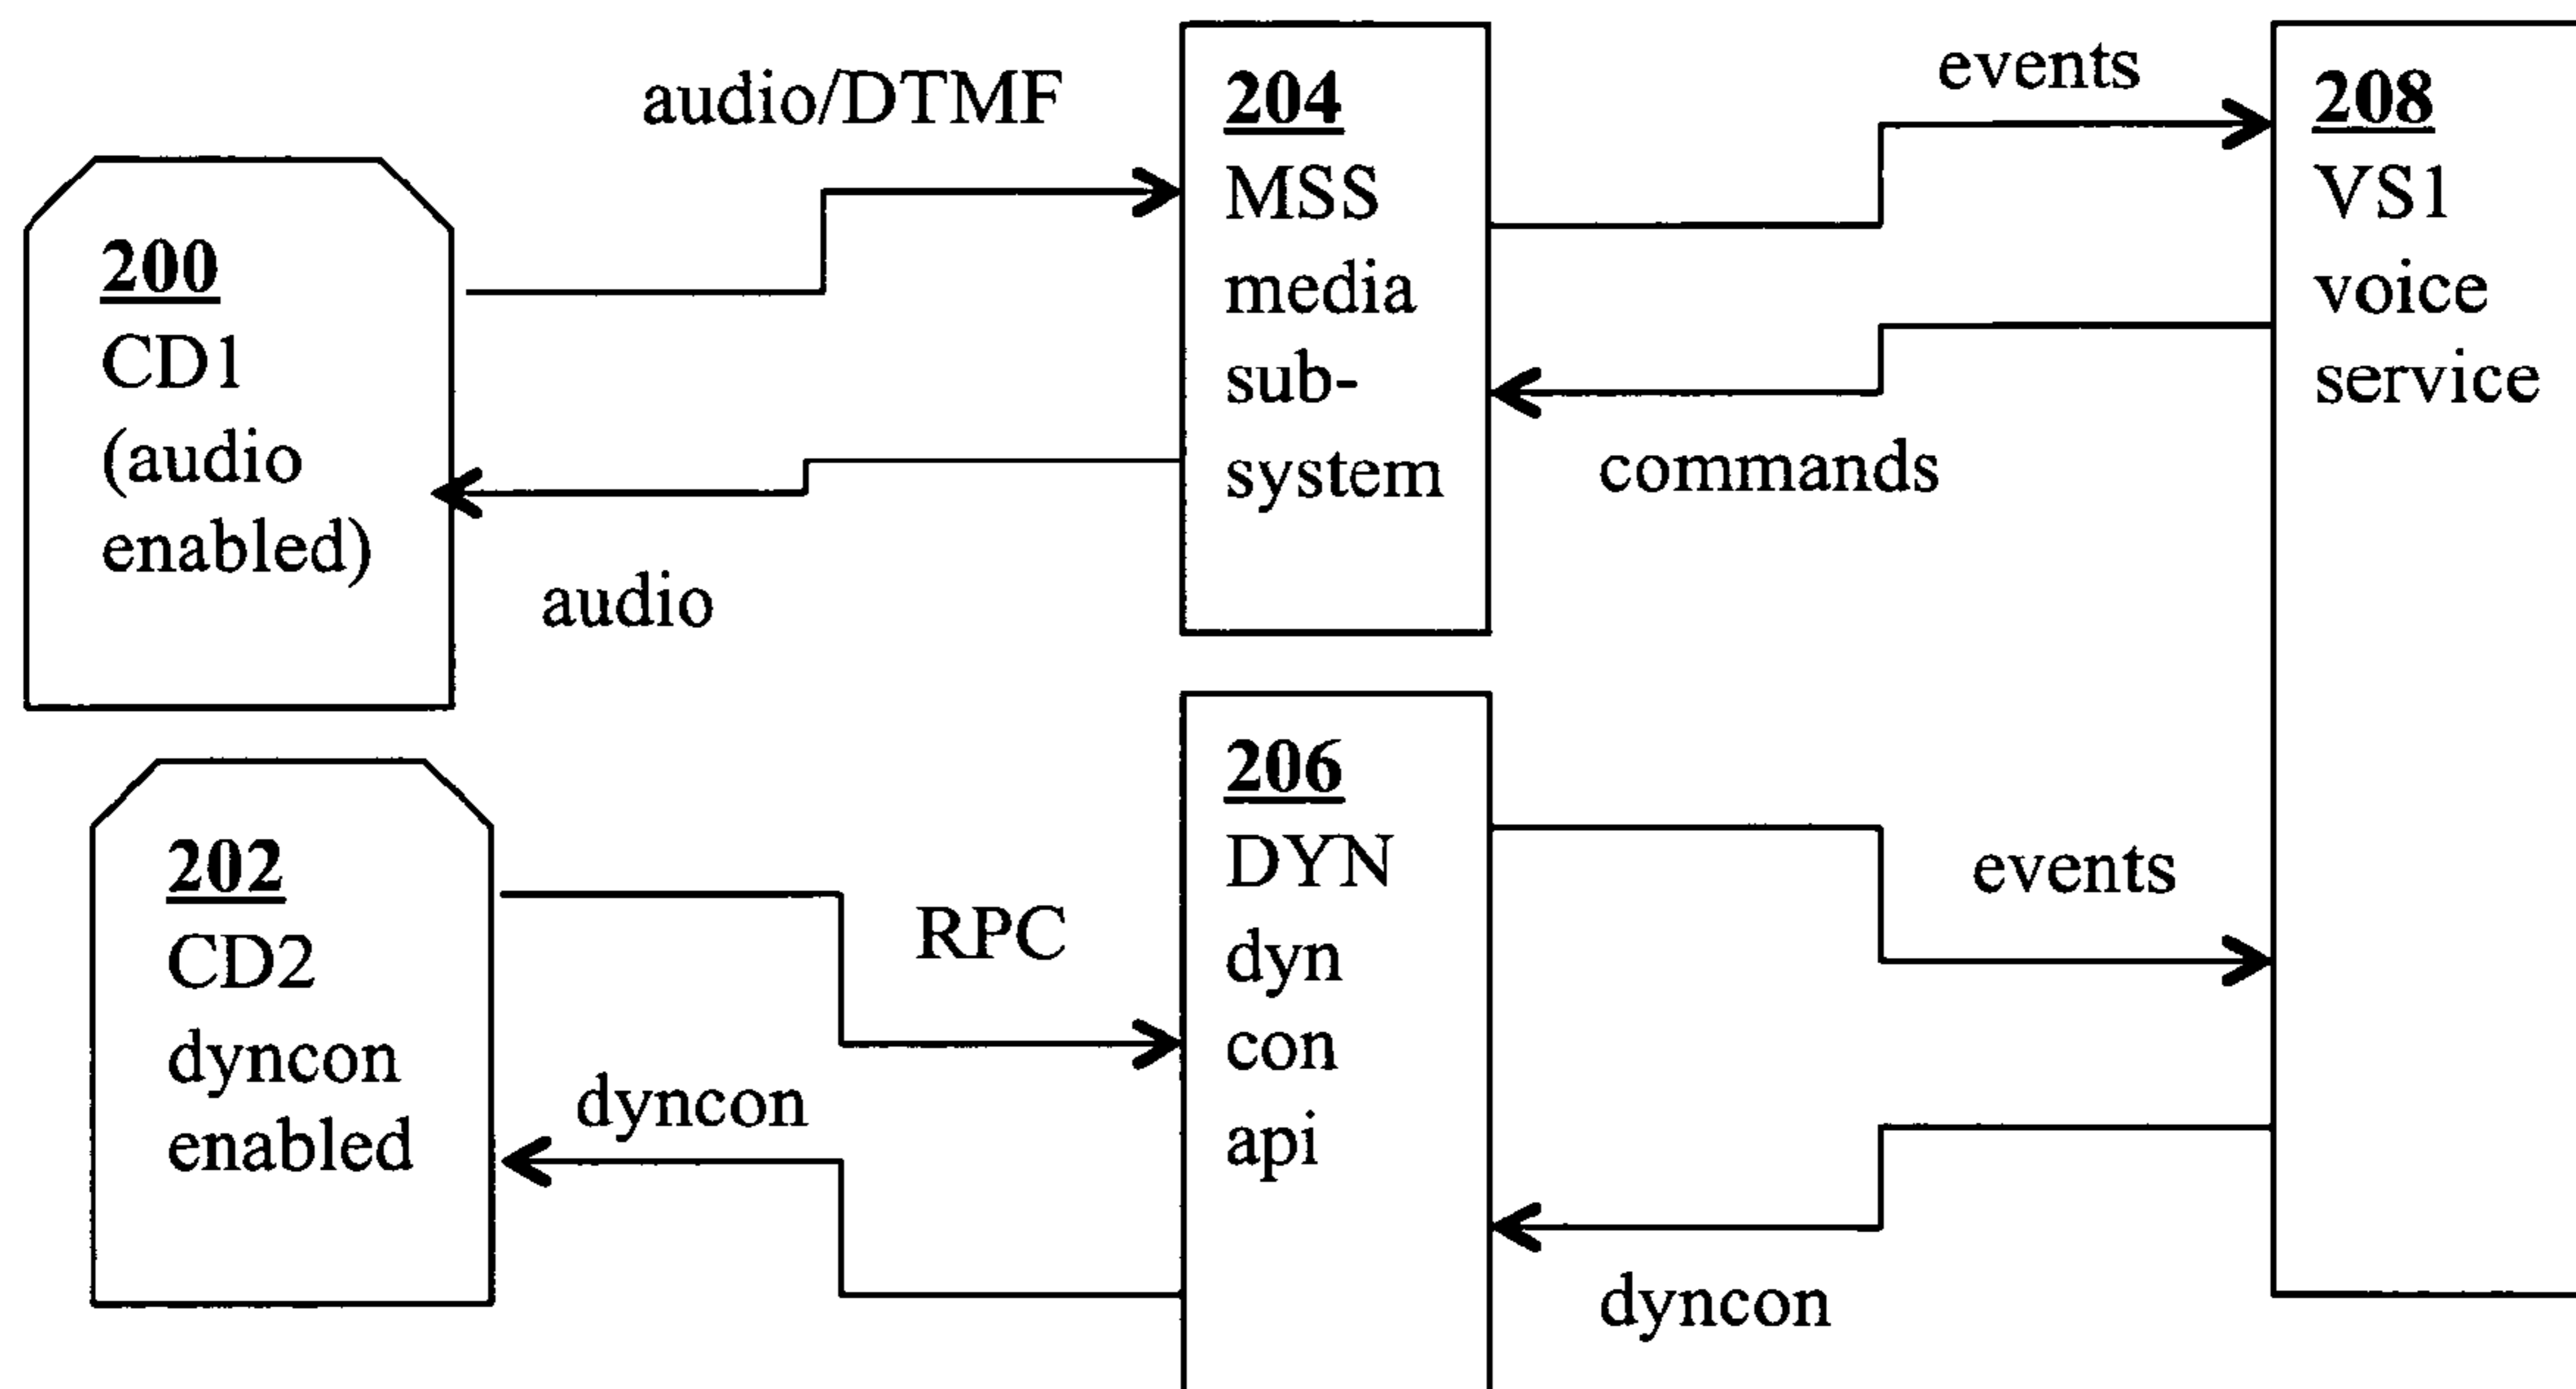 audio/DTMF
events
200
CD1
(audio
enabled)
204
MSS
media
sub-
system
208
VS1
voice
service
commands
audio
202
CD2
dyncon
enabled
RPC
dyncon
206
DYN
dyn
con
api
events
dyncon